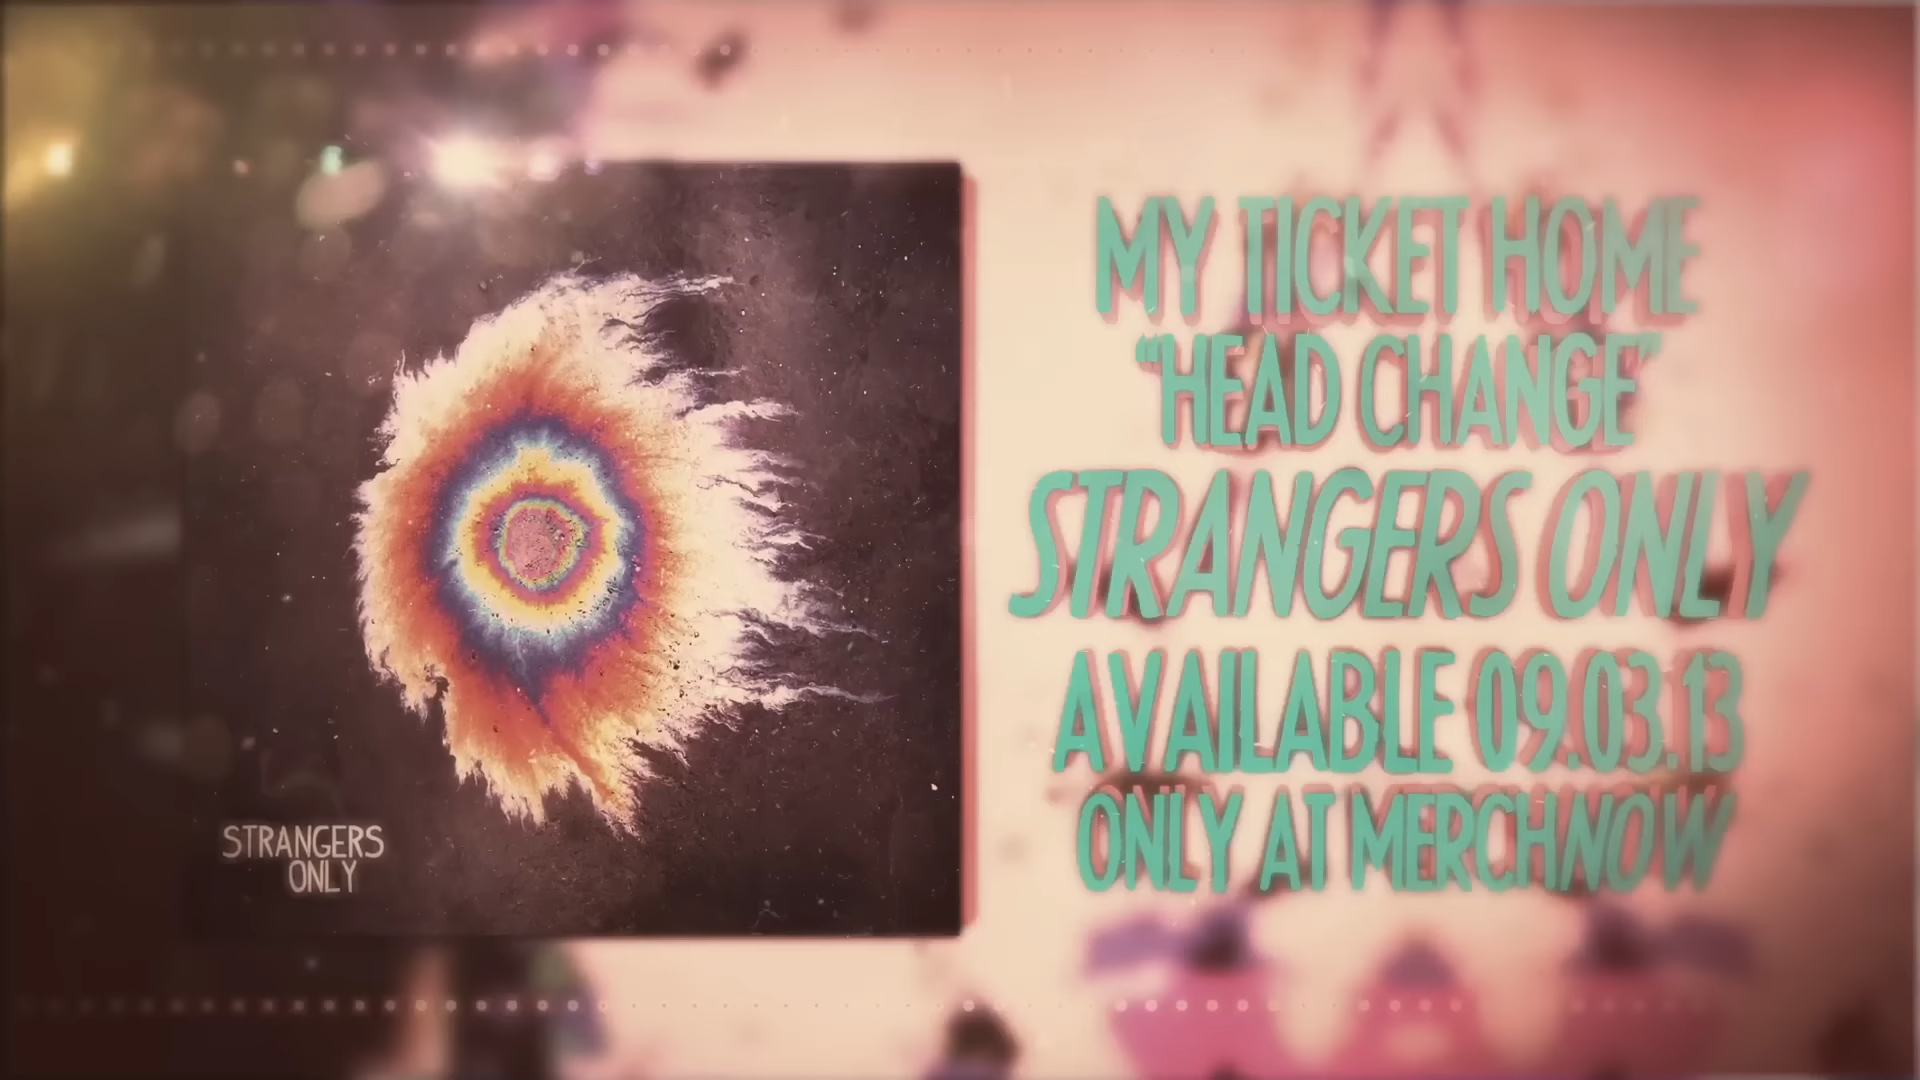 STRANGERS
ONLY
MY TICKET HOME
“HEAD CHANGE”
STRANGERS ONLY
AVAILABLE 09.03.13
ONLY AT MERCHNOW